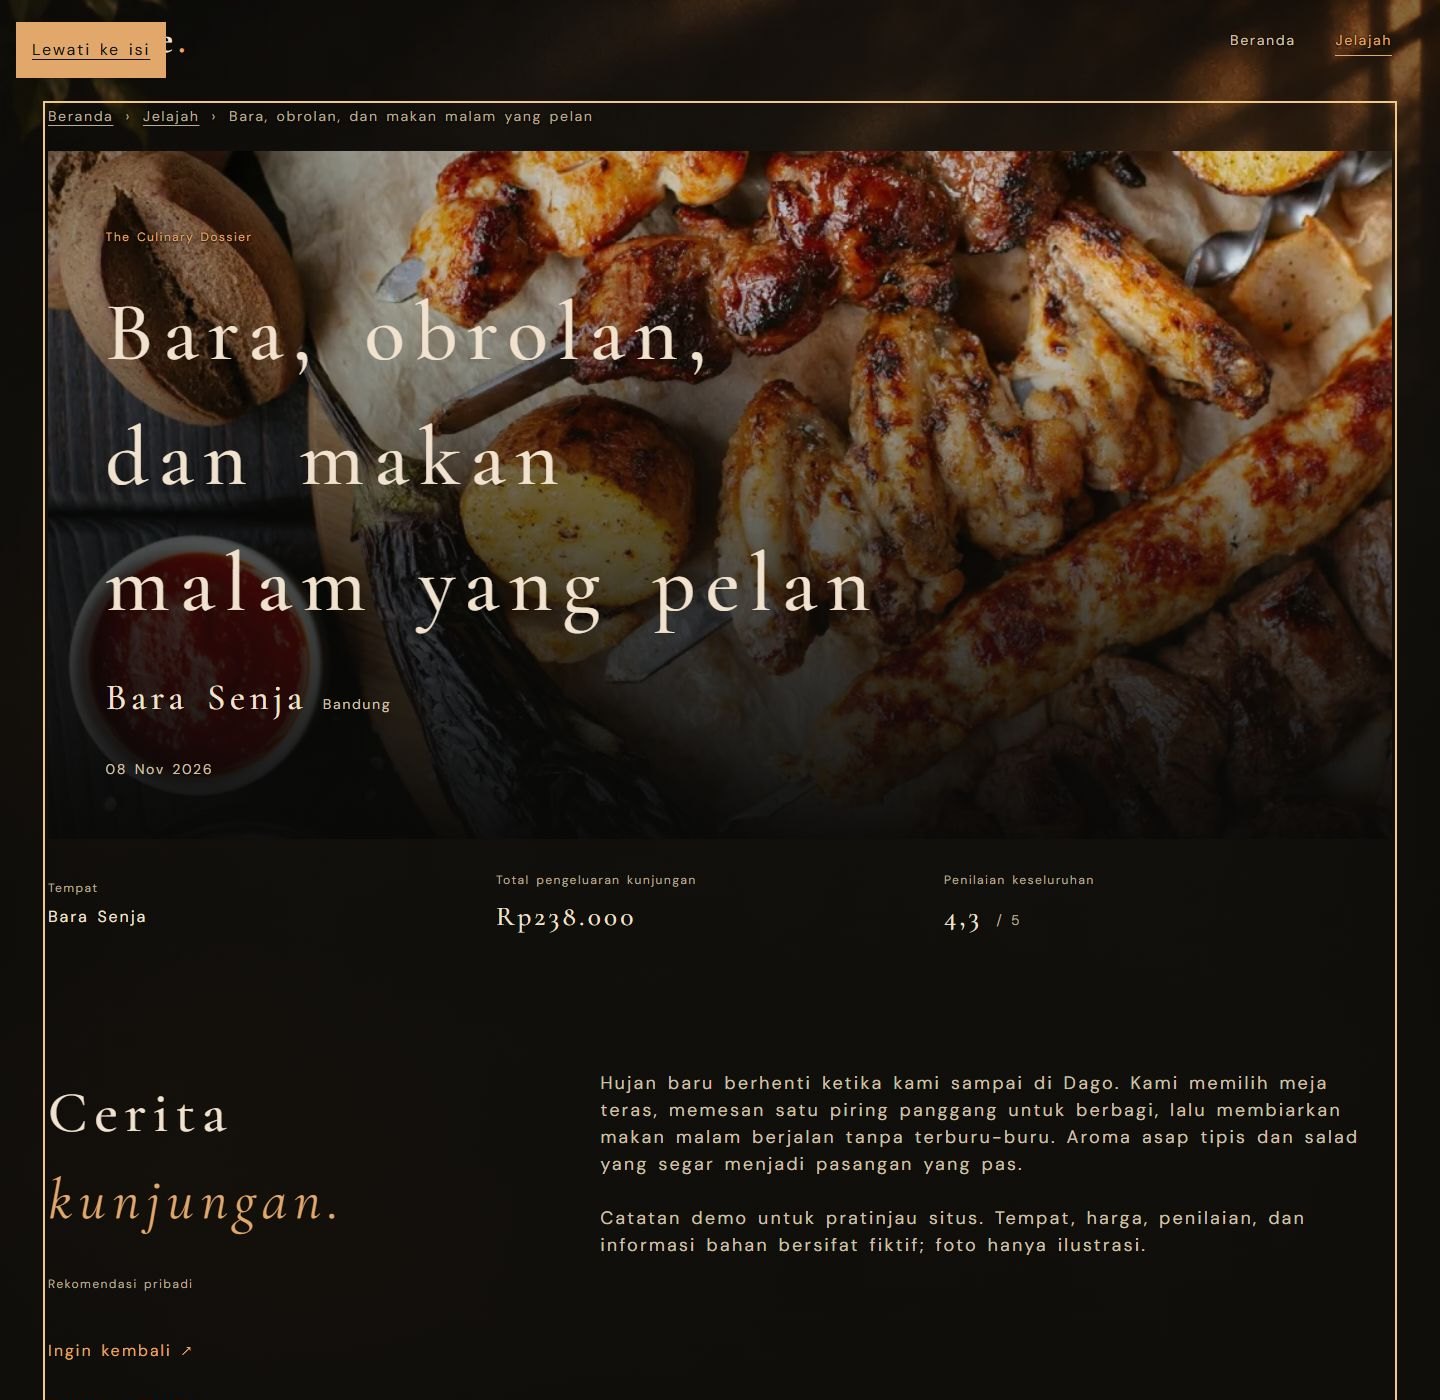 Lewati ke isi
e.
Beranda
Jelajah
Beranda › Jelajah › Bara, obrolan, dan makan malam yang pelan
The Culinary Dossier
Bara, obrolan,
dan makan
malam yang pelan
Bara Senja Bandung
08 Nov 2026
Tempat
Bara Senja
Total pengeluaran kunjungan
Rp238.000
Penilaian keseluruhan
4,3 / 5
Cerita
kunjungan.
Rekomendasi pribadi
Ingin kembali ↗
Hujan baru berhenti ketika kami sampai di Dago. Kami memilih meja
teras, memesan satu piring panggang untuk berbagi, lalu membiarkan
makan malam berjalan tanpa terburu-buru. Aroma asap tipis dan salad
yang segar menjadi pasangan yang pas.
Catatan demo untuk pratinjau situs. Tempat, harga, penilaian, dan
informasi bahan bersifat fiktif; foto hanya ilustrasi.